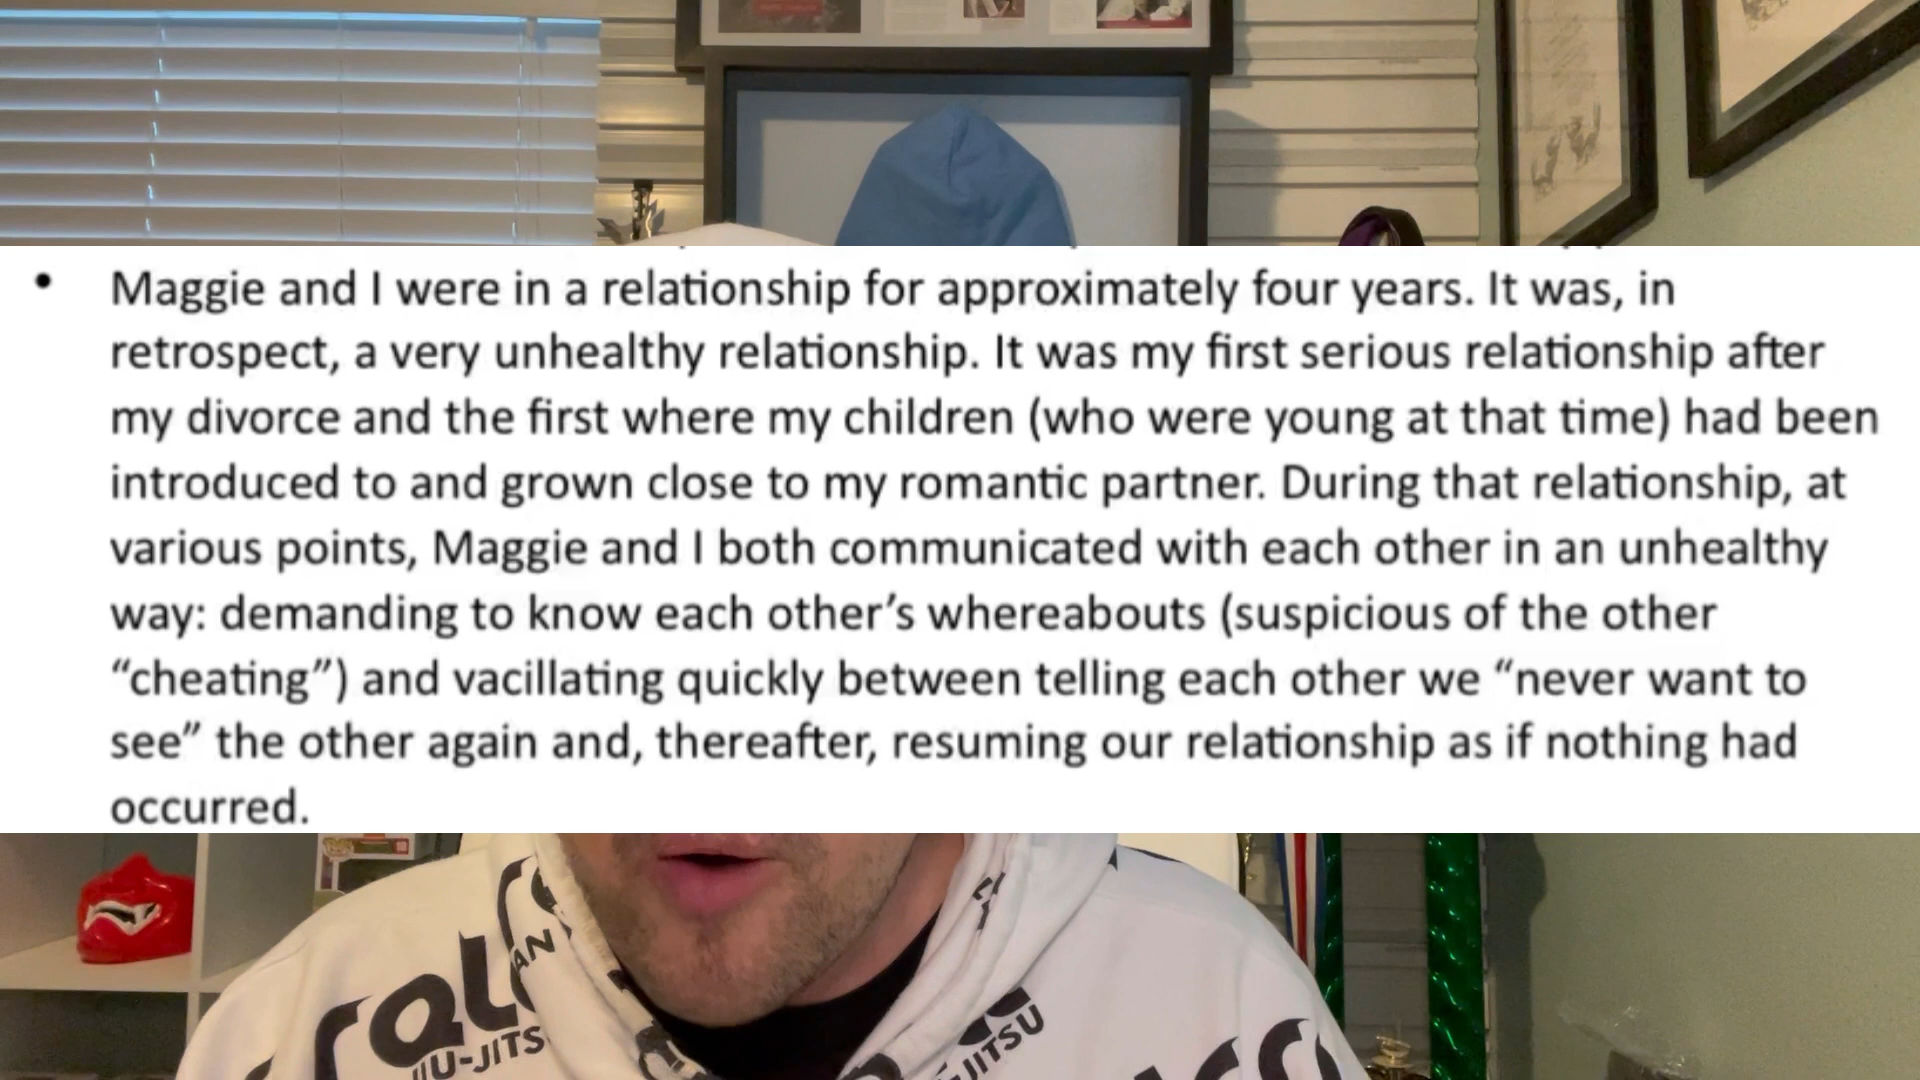 • Maggie and I were in a relationship for approximately four years. It was, in
retrospect, a very unhealthy relationship. It was my first serious relationship after
my divorce and the first where my children (who were young at that time) had been
introduced to and grown close to my romantic partner. During that relationship, at
various points, Maggie and I both communicated with each other in an unhealthy
way: demanding to know each other’s whereabouts (suspicious of the other
“cheating”) and vacillating quickly between telling each other we “never want to
see” the other again and, thereafter, resuming our relationship as if nothing had
occurred.
JIU-JITS
JITSU